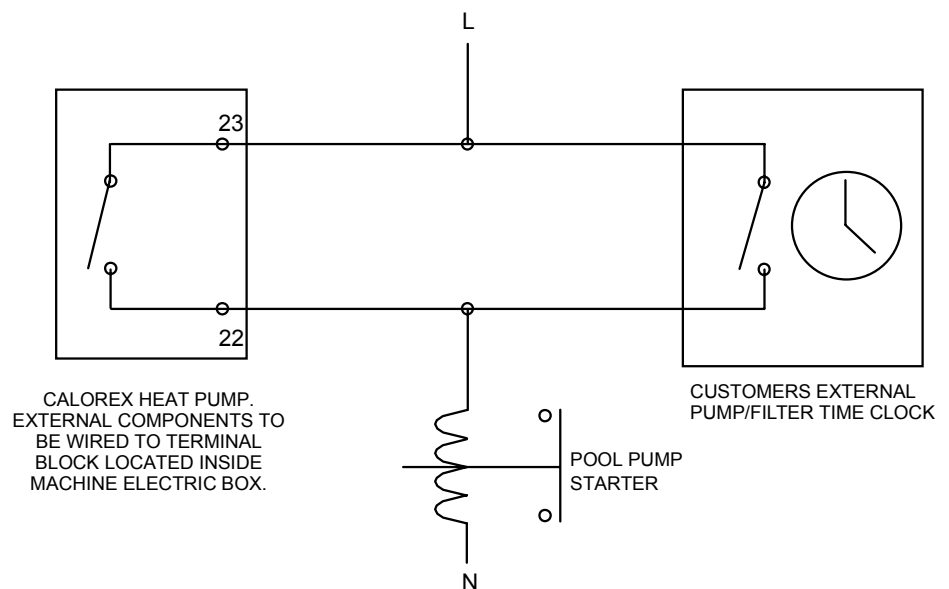 L
23
22
CALOREX HEAT PUMP.
EXTERNAL COMPONENTS TO
BE WIRED TO TERMINAL
BLOCK LOCATED INSIDE
MACHINE ELECTRIC BOX.
CUSTOMERS EXTERNAL
PUMP/FILTER TIME CLOCK
POOL PUMP
STARTER
N